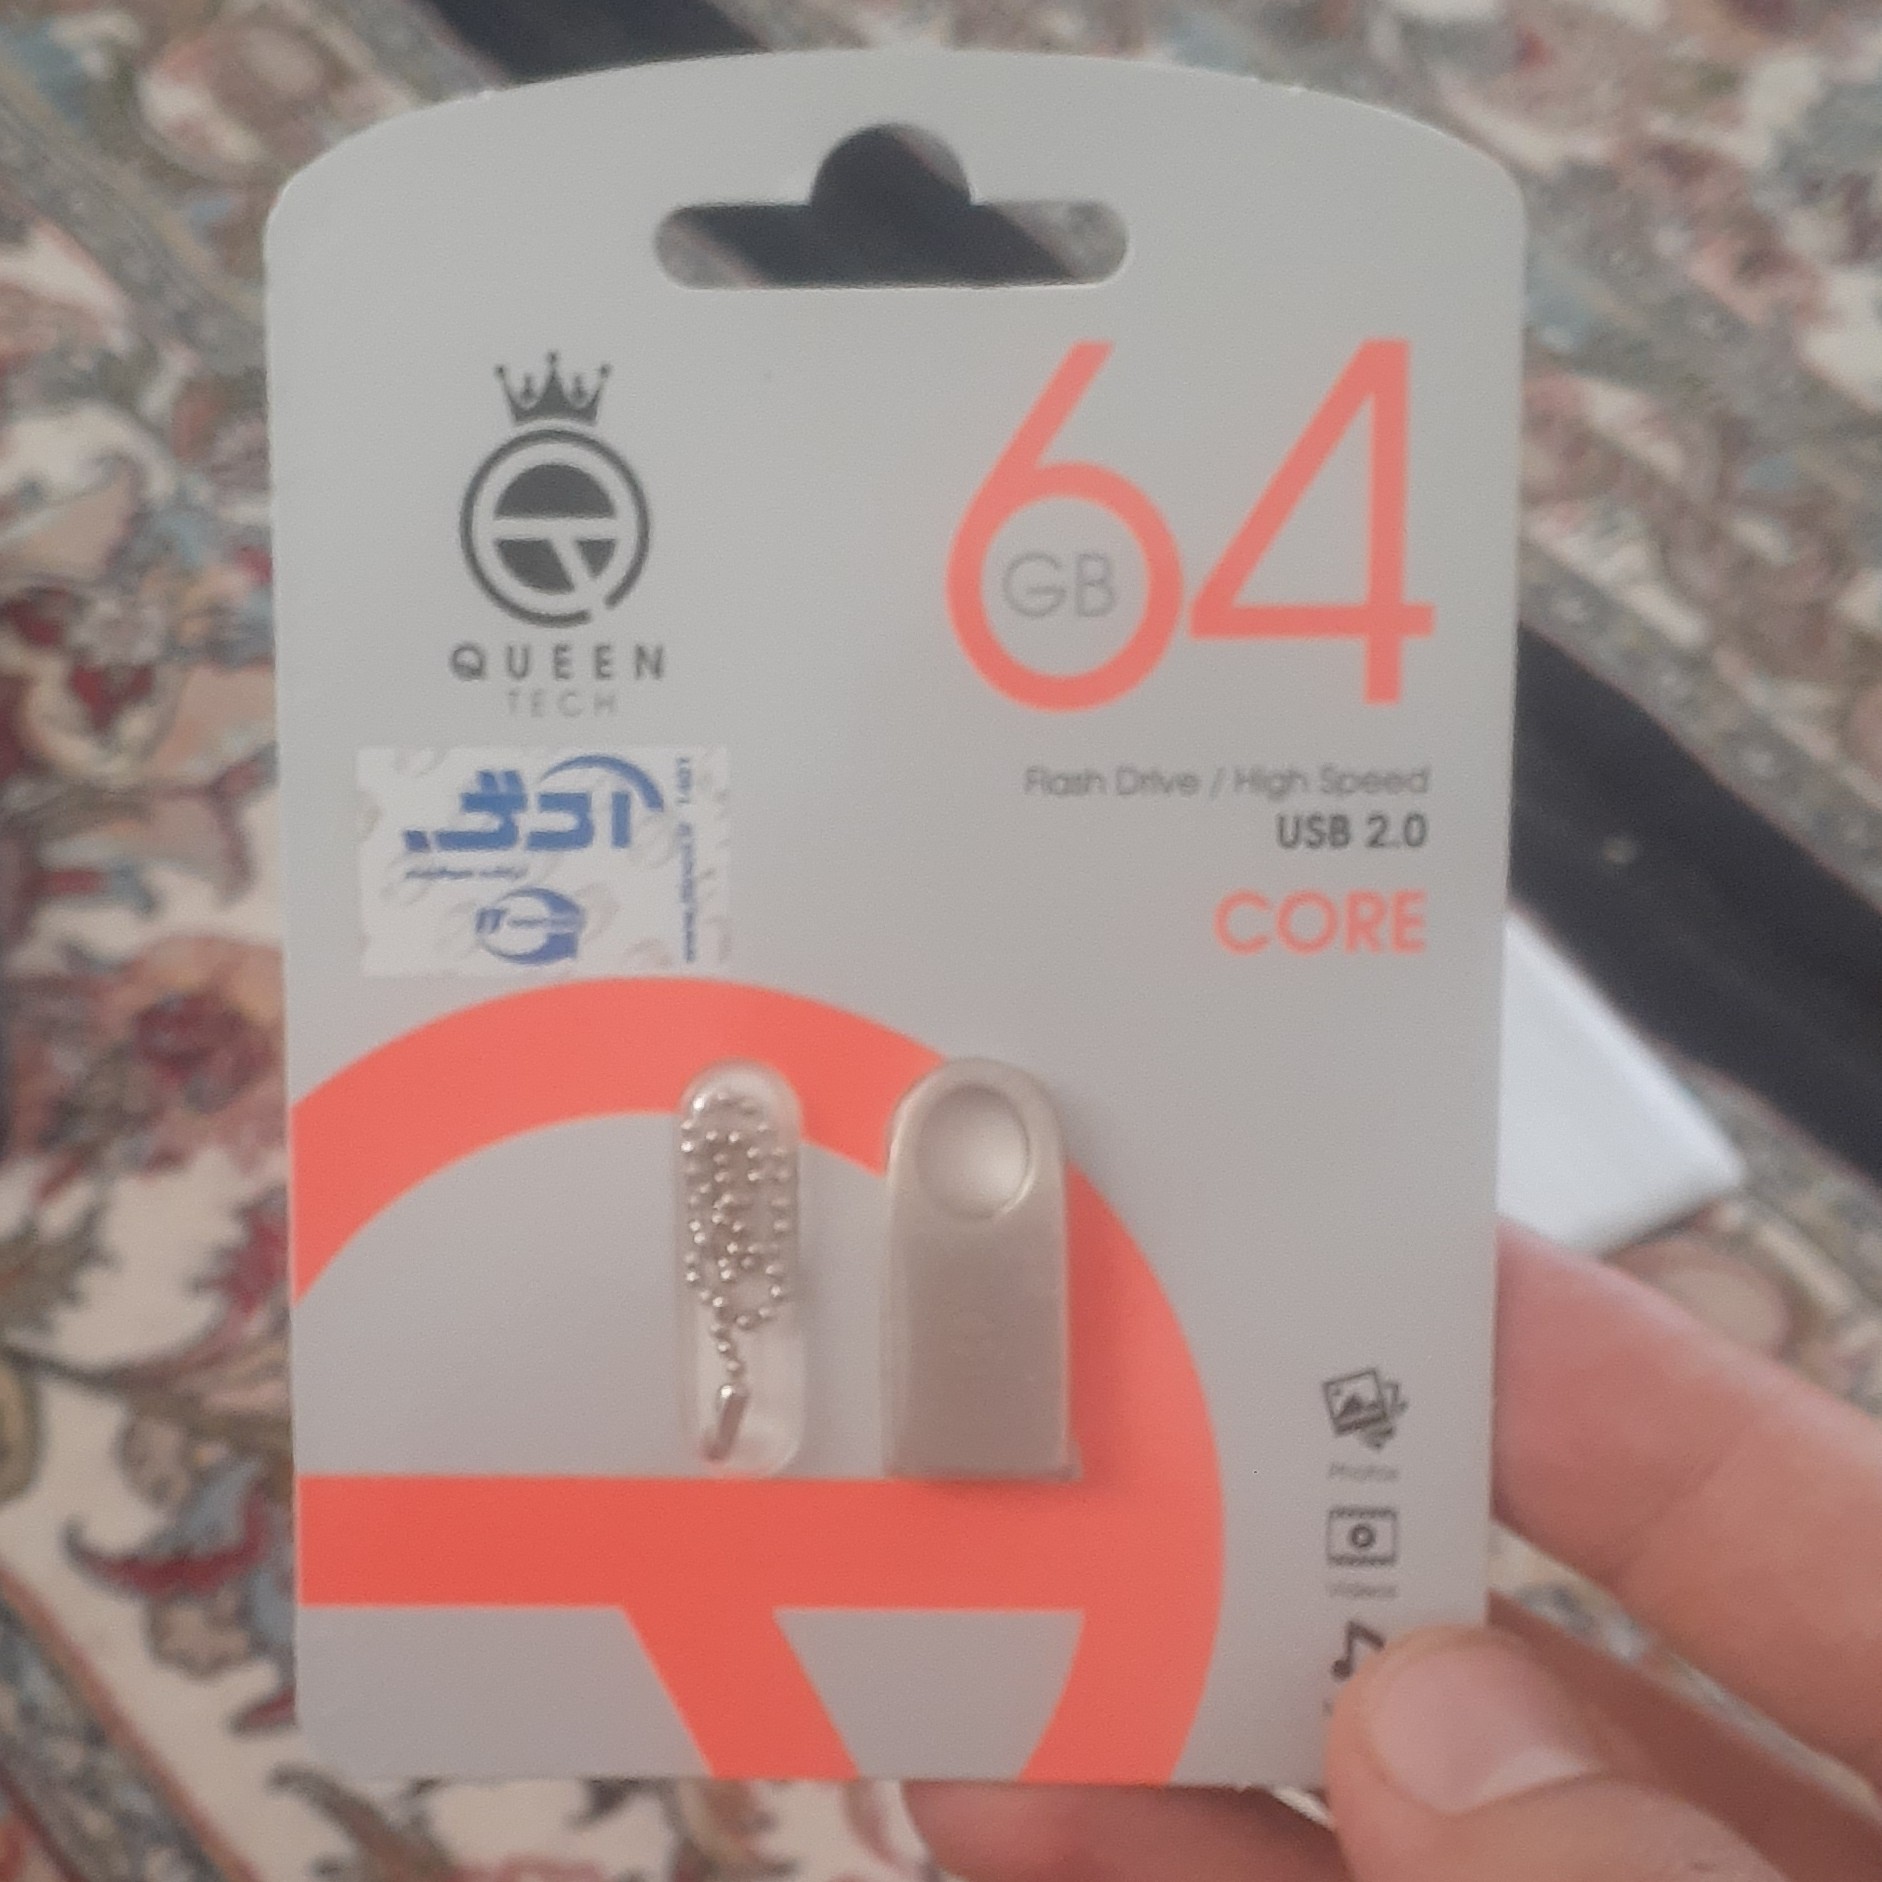 QUEEN
TECH
64
GB
Flash Drive / High Speed
USB 2.0
CORE
Photos
Videos